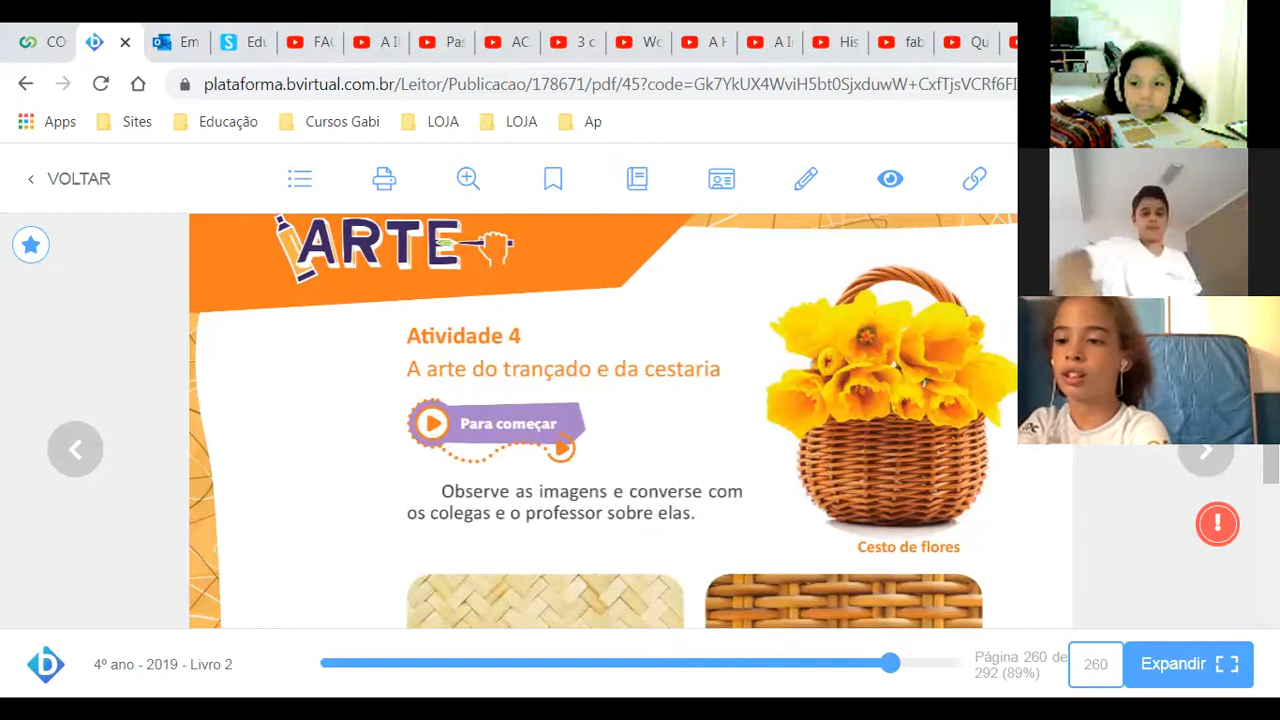 CO
Em
Edu
FAC
A I
Pas
AC
3 c
Wo
A H
A I
His
fab
Qu
plataforma.bvirtual.com.br/Leitor/Publicacao/178671/pdf/45?code=Gk7YkUX4WviH5bt0SjxduwW+CxfTjsVCRf6FI
Apps Sites Educação Cursos Gabi LOJA LOJA Ap
VOLTAR
ARTE
Atividade 4
A arte do trançado e da cestaria
Para começar
Observe as imagens e converse com
os colegas e o professor sobre elas.
Cesto de flores
4º ano - 2019 - Livro 2
Página 260 de
292 (89%)
260
Expandir